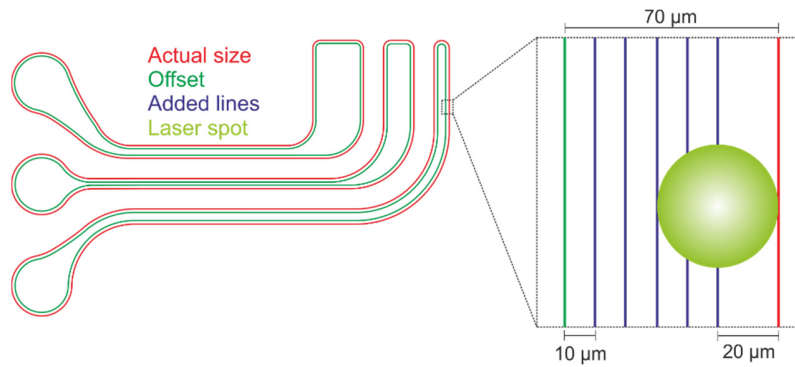 Actual size
Offset
Added lines
Laser spot
70 µm
10 µm
20 µm